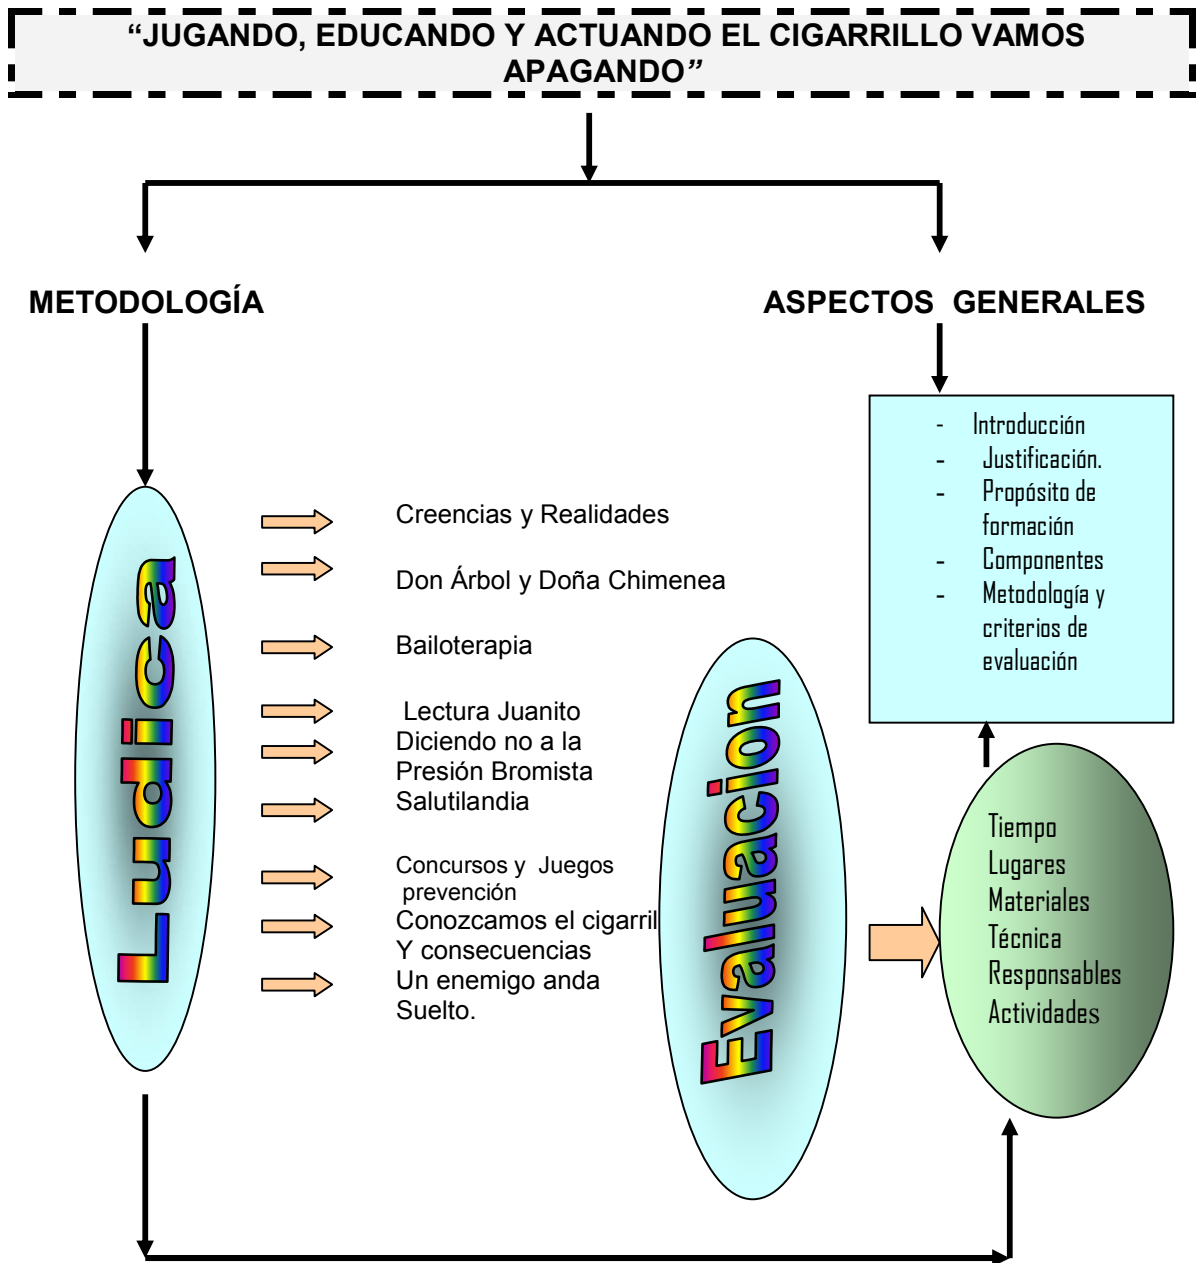 “JUGANDO, EDUCANDO Y ACTUANDO EL CIGARRILLO VAMOS
APAGANDO”
METODOLOGÍA
ASPECTOS GENERALES
Ludica
Creencias y Realidades
Don Árbol y Doña Chimenea
Bailoterapia
Lectura Juanito
Diciendo no a la
Presión Bromista
Salutilandia
Concursos y Juegos
prevención
Conozcamos el cigarril
Y consecuencias
Un enemigo anda
Suelto.
Evaluacion
- Introducción
- Justificación.
- Propósito de
formación
- Componentes
- Metodología y
criterios de
evaluación
Tiempo
Lugares
Materiales
Técnica
Responsables
Actividades